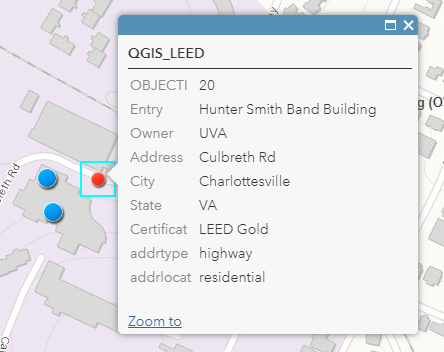 QGIS_LEED
OBJECTI 20
Entry Hunter Smith Band Building
Owner UVA
Address Culbreth Rd
City Charlottesville
State VA
Certificat LEED Gold
addrtype highway
addrlocat residential
Zoom to
eth Rd
g (O
Ca